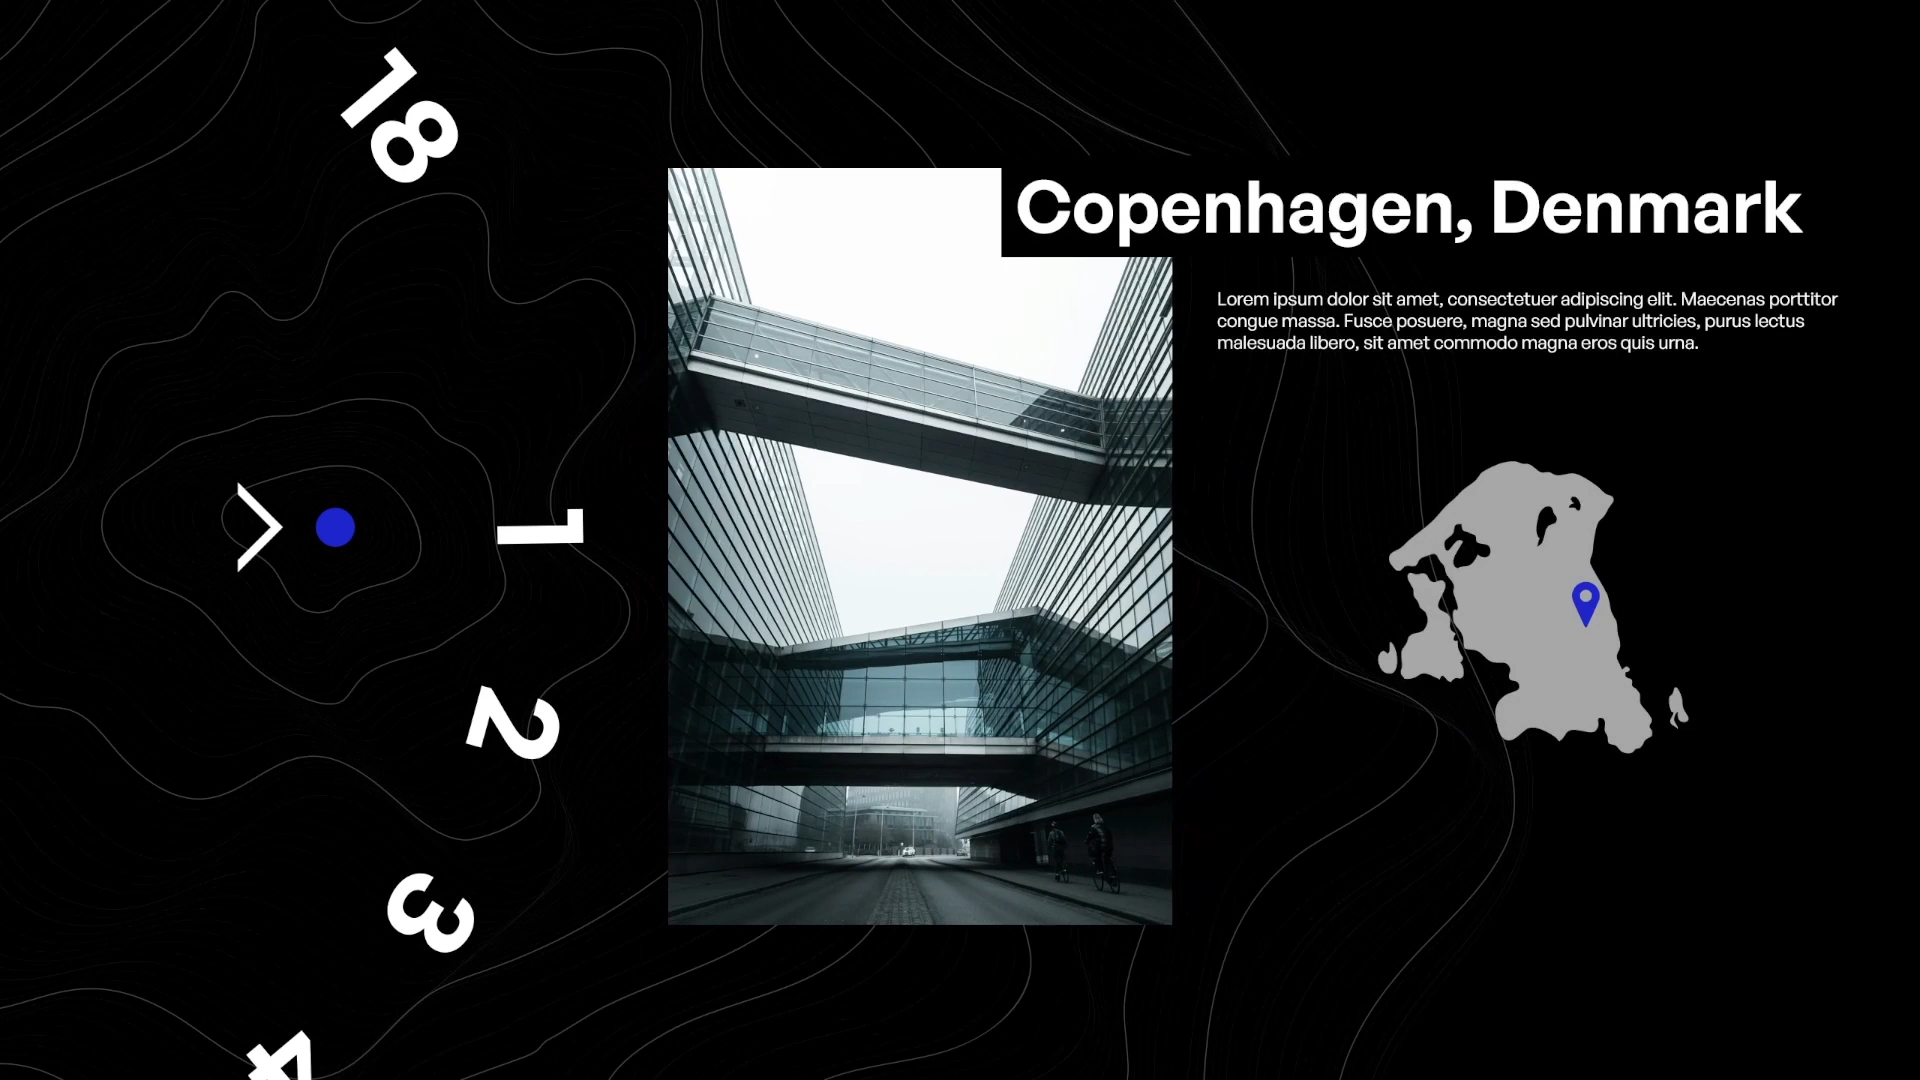 18
1
2
3
4
Copenhagen, Denmark
Lorem ipsum dolor sit amet, consectetuer adipiscing elit. Maecenas porttitor
congue massa. Fusce posuere, magna sed pulvinar ultricies, purus lectus
malesuada libero, sit amet commodo magna eros quis urna.